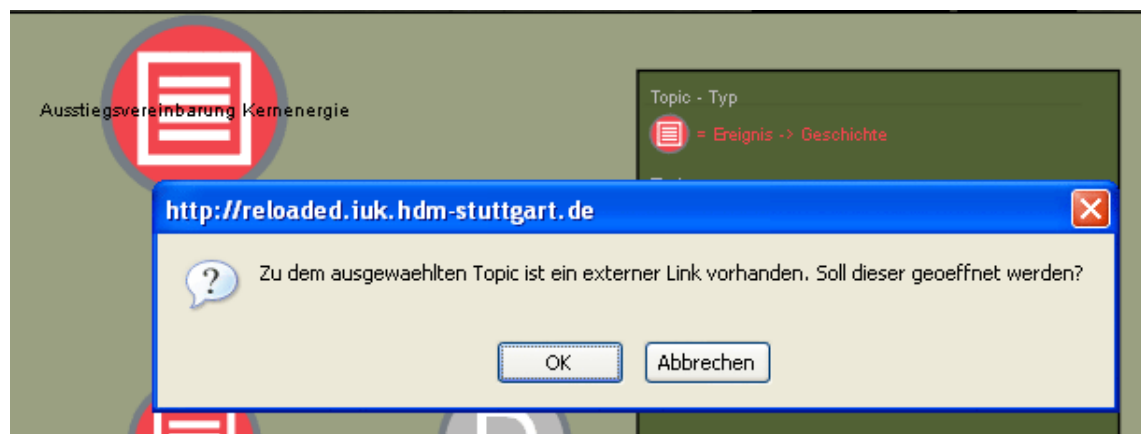 Ausstiegsvereinbarung Kernenergie
Topic - Typ
= Ereignis -> Geschichte
http://reloaded.iuk.hdm-stuttgart.de
Zu dem ausgewaehlten Topic ist ein externer Link vorhanden. Soll dieser geoeffnet werden?
OK
Abbrechen